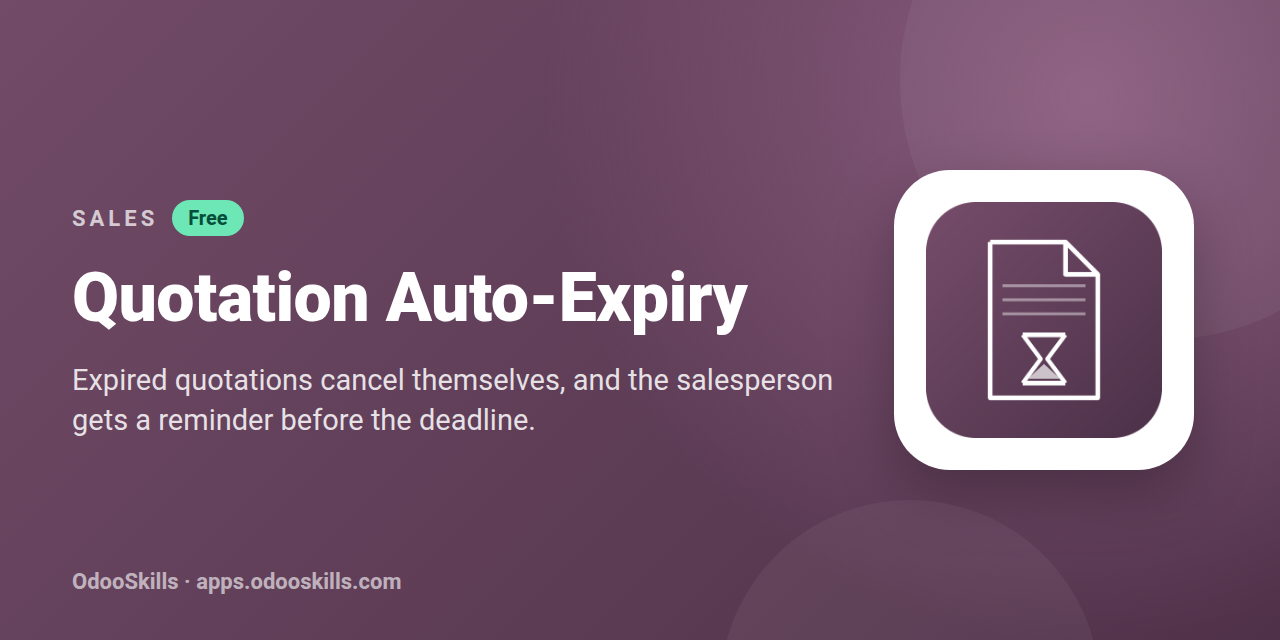 SALES Free
Quotation Auto-Expiry
Expired quotations cancel themselves, and the salesperson
gets a reminder before the deadline.
OdooSkills · apps.odooskills.com